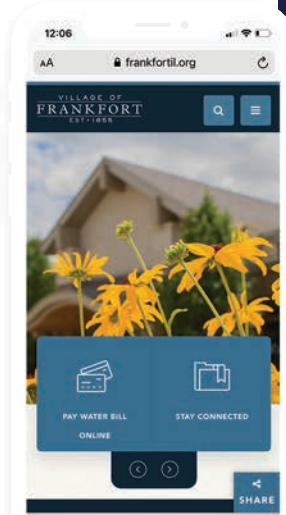 12:06
AA frankfortil.org
VILLAGE OF
FRANKFORT
EST • 1855
PAY WATER BILL
ONLINE
STAY CONNECTED
SHARE